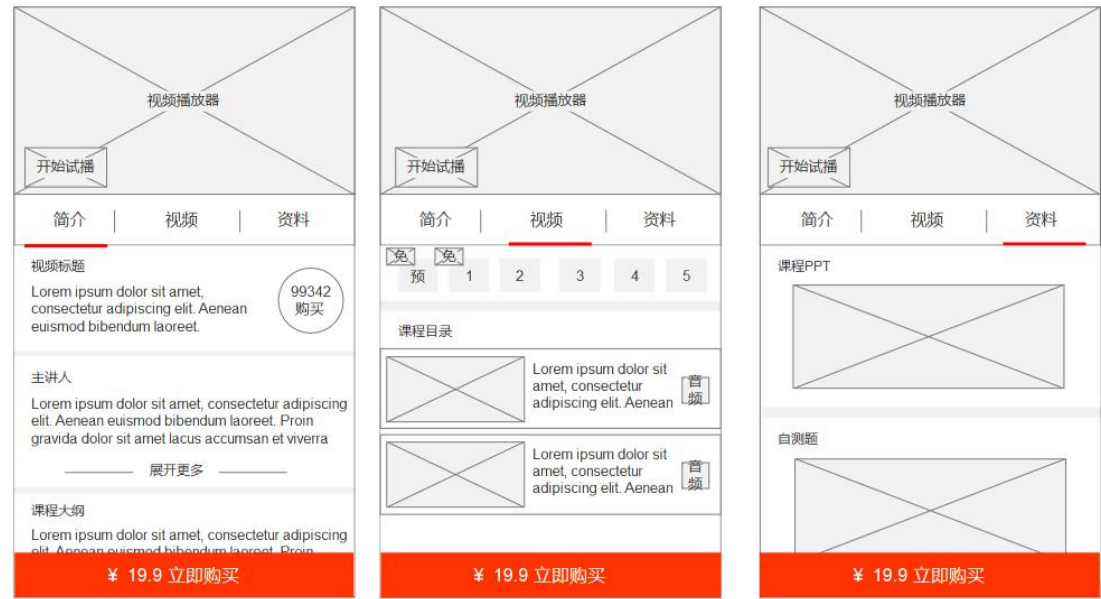 视频播放器
开始试播
简介
视频
资料
视频标题
Lorem ipsum dolor sit amet,
consectetur adipiscing elit. Aenean
euismod bibendum laoreet.
99342
购买
主讲人
Lorem ipsum dolor sit amet, consectetur adipiscing
elit. Aenean euismod bibendum laoreet. Proin
gravida dolor sit amet lacus accumsan et viverra
展开更多
课程大纲
Lorem ipsum dolor sit amet, consectetur adipiscing
elit. Aenean euismod bibendum laoreet. Proin
¥ 19.9 立即购买
视频播放器
开始试播
简介
视频
资料
免
免
预
1
2
3
4
5
课程目录
Lorem ipsum dolor sit
amet, consectetur
adipiscing elit. Aenean
音
频
Lorem ipsum dolor sit
amet, consectetur
adipiscing elit. Aenean
音
频
¥ 19.9 立即购买
视频播放器
开始试播
简介
视频
资料
课程PPT
自测题
¥ 19.9 立即购买